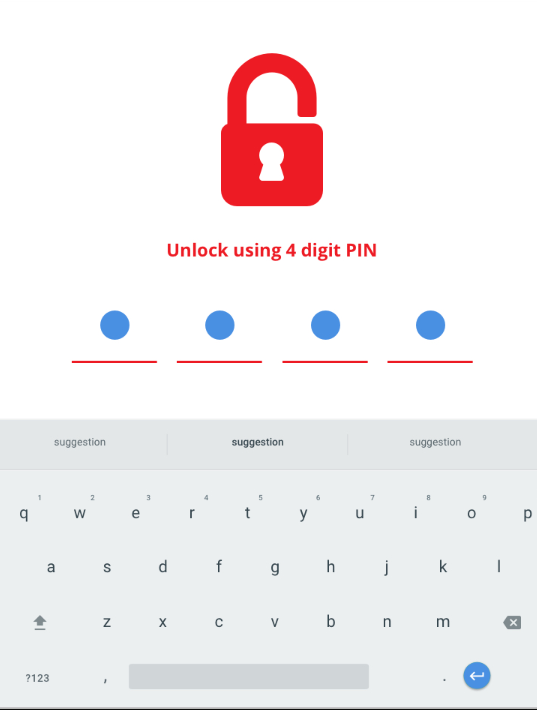 Unlock using 4 digit PIN
suggestion suggestion suggestion
1 2 3 4 5 6 7 8 9
q w e r t y u i o p
a s d f g h j k l
z x c v b n m
?123 , .